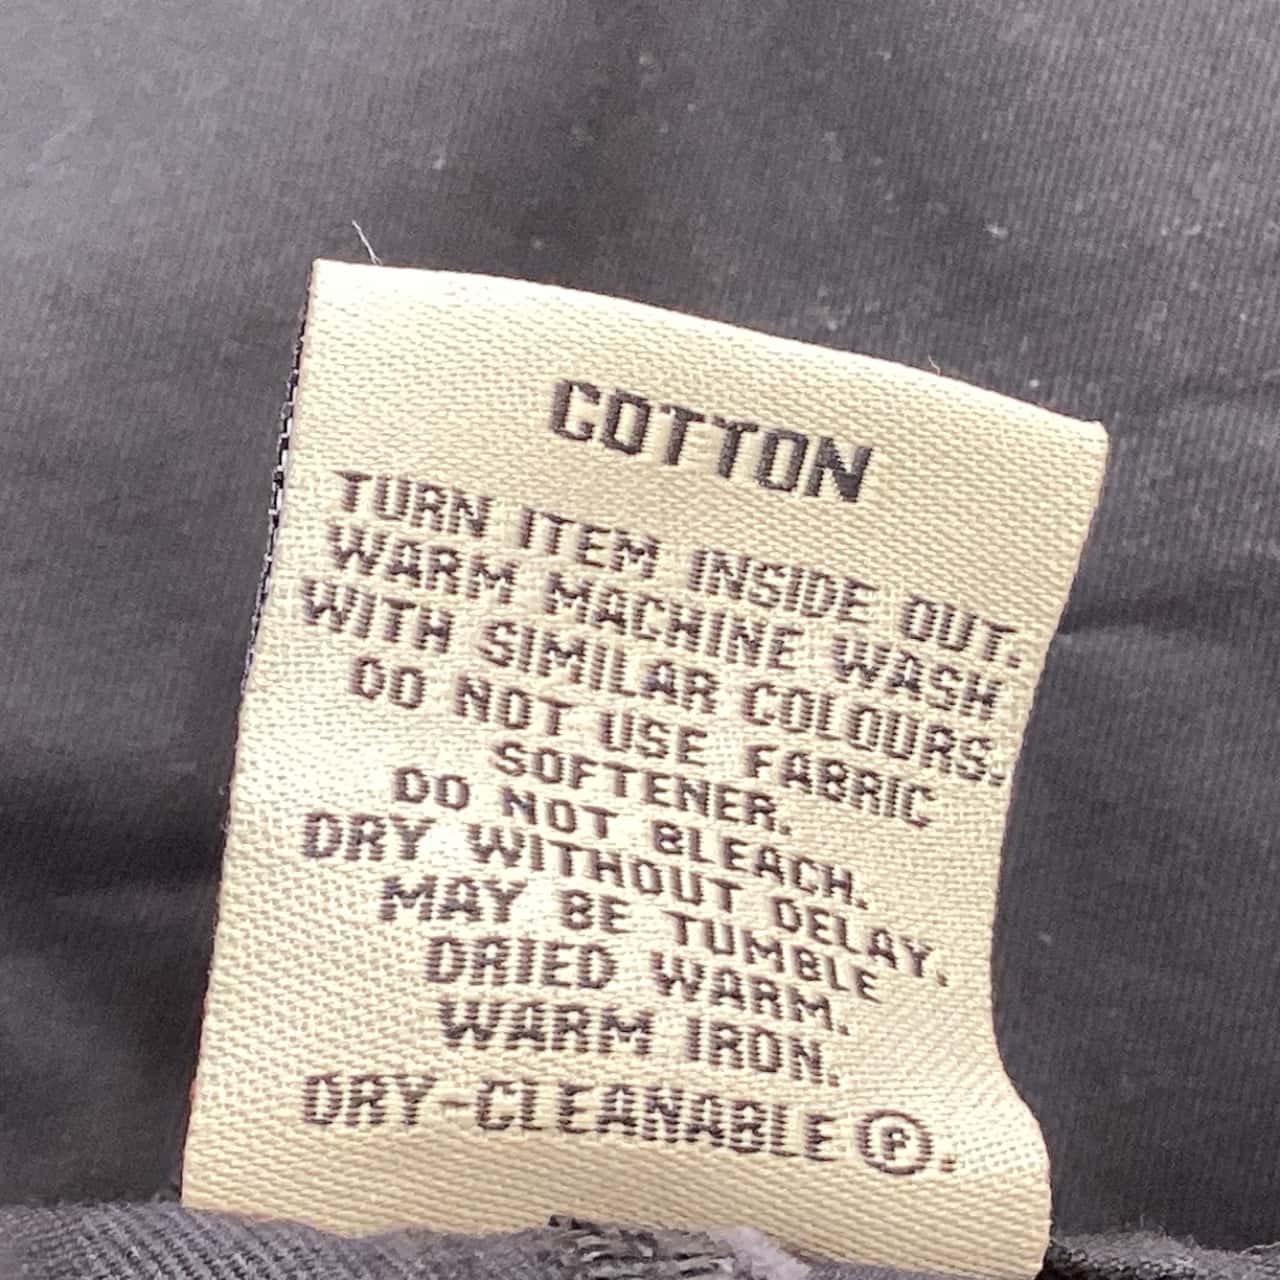 COTTON
TURN ITEM INSIDE OUT.
WARM MACHINE WASH
WITH SIMILAR COLOURS.
DO NOT USE FABRIC
SOFTENER.
DO NOT BLEACH.
DRY WITHOUT DELAY.
MAY BE TUMBLE
DRIED WARM.
WARM IRON.
DRY-CLEANABLE Ⓟ.